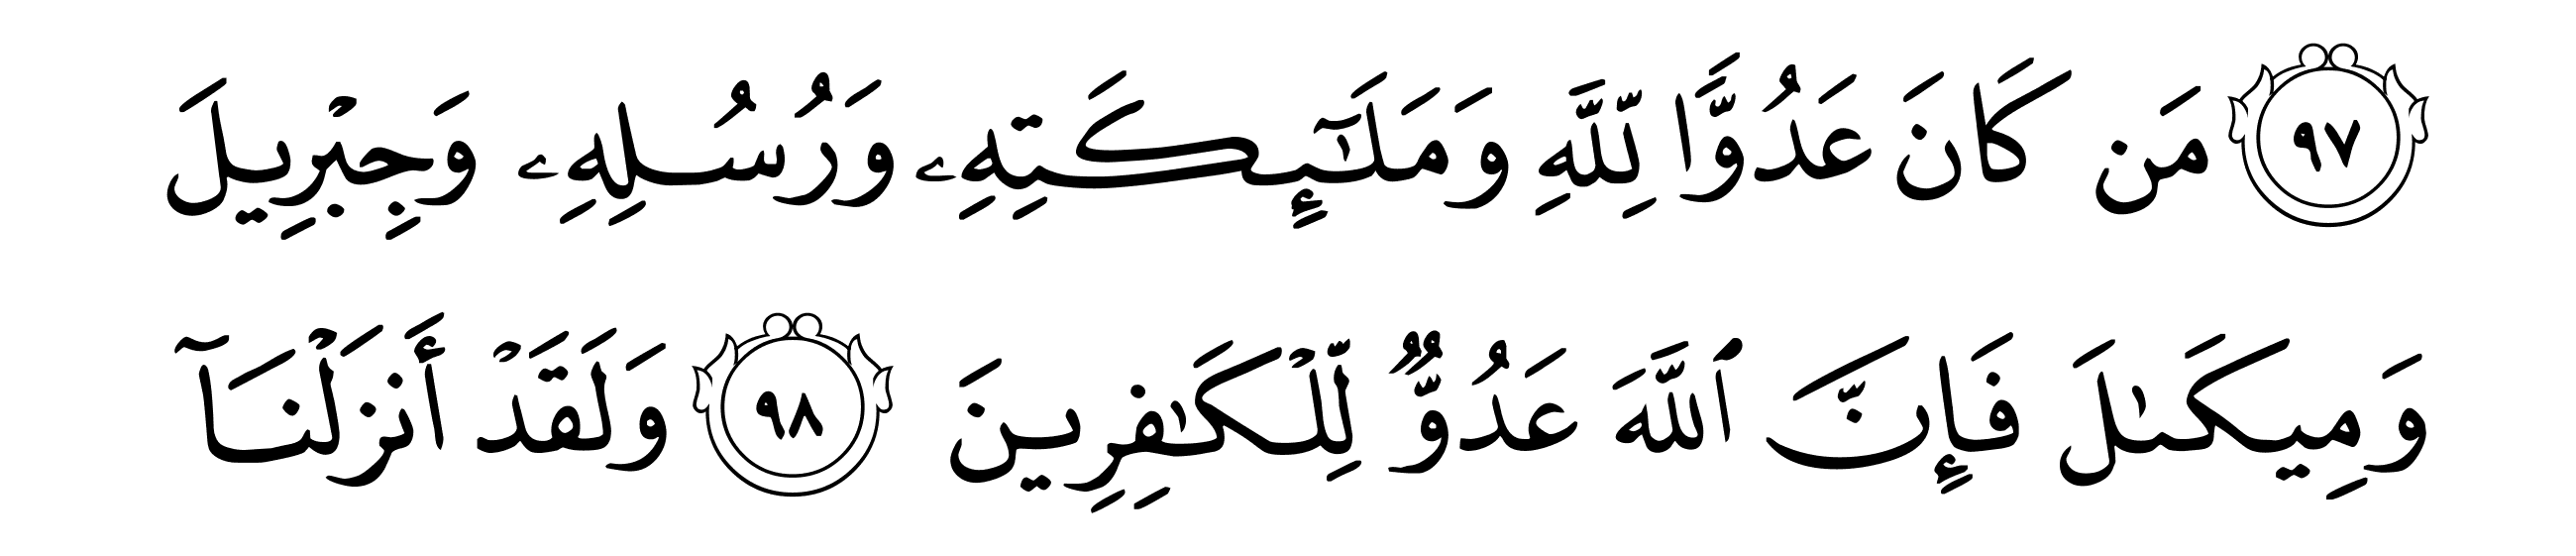 ٩٧ مَن كَانَ عَدُوًّا لِّلَّهِ وَمَلَـٰٓئِكَتِهِۦ وَرُسُلِهِۦ وَجِبْرِيلَ
وَمِيكَىٰلَ فَإِنَّ ٱللَّهَ عَدُوٌّ لِّلْكَـٰفِرِينَ ٩٨ وَلَقَدْ أَنزَلْنَآ